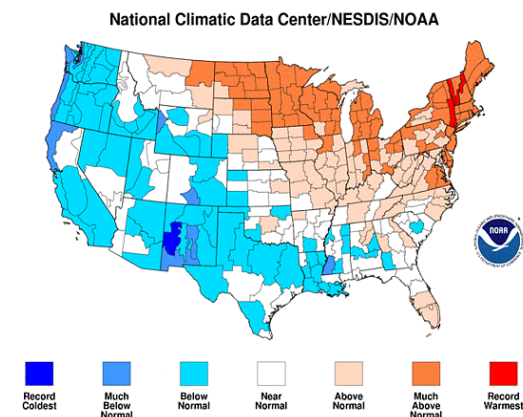 National Climatic Data Center/NESDIS/NOAA
NOAA
Record
Coldest
Much
Below
Normal
Below
Normal
Near
Normal
Above
Normal
Much
Above
Normal
Record
Warmest